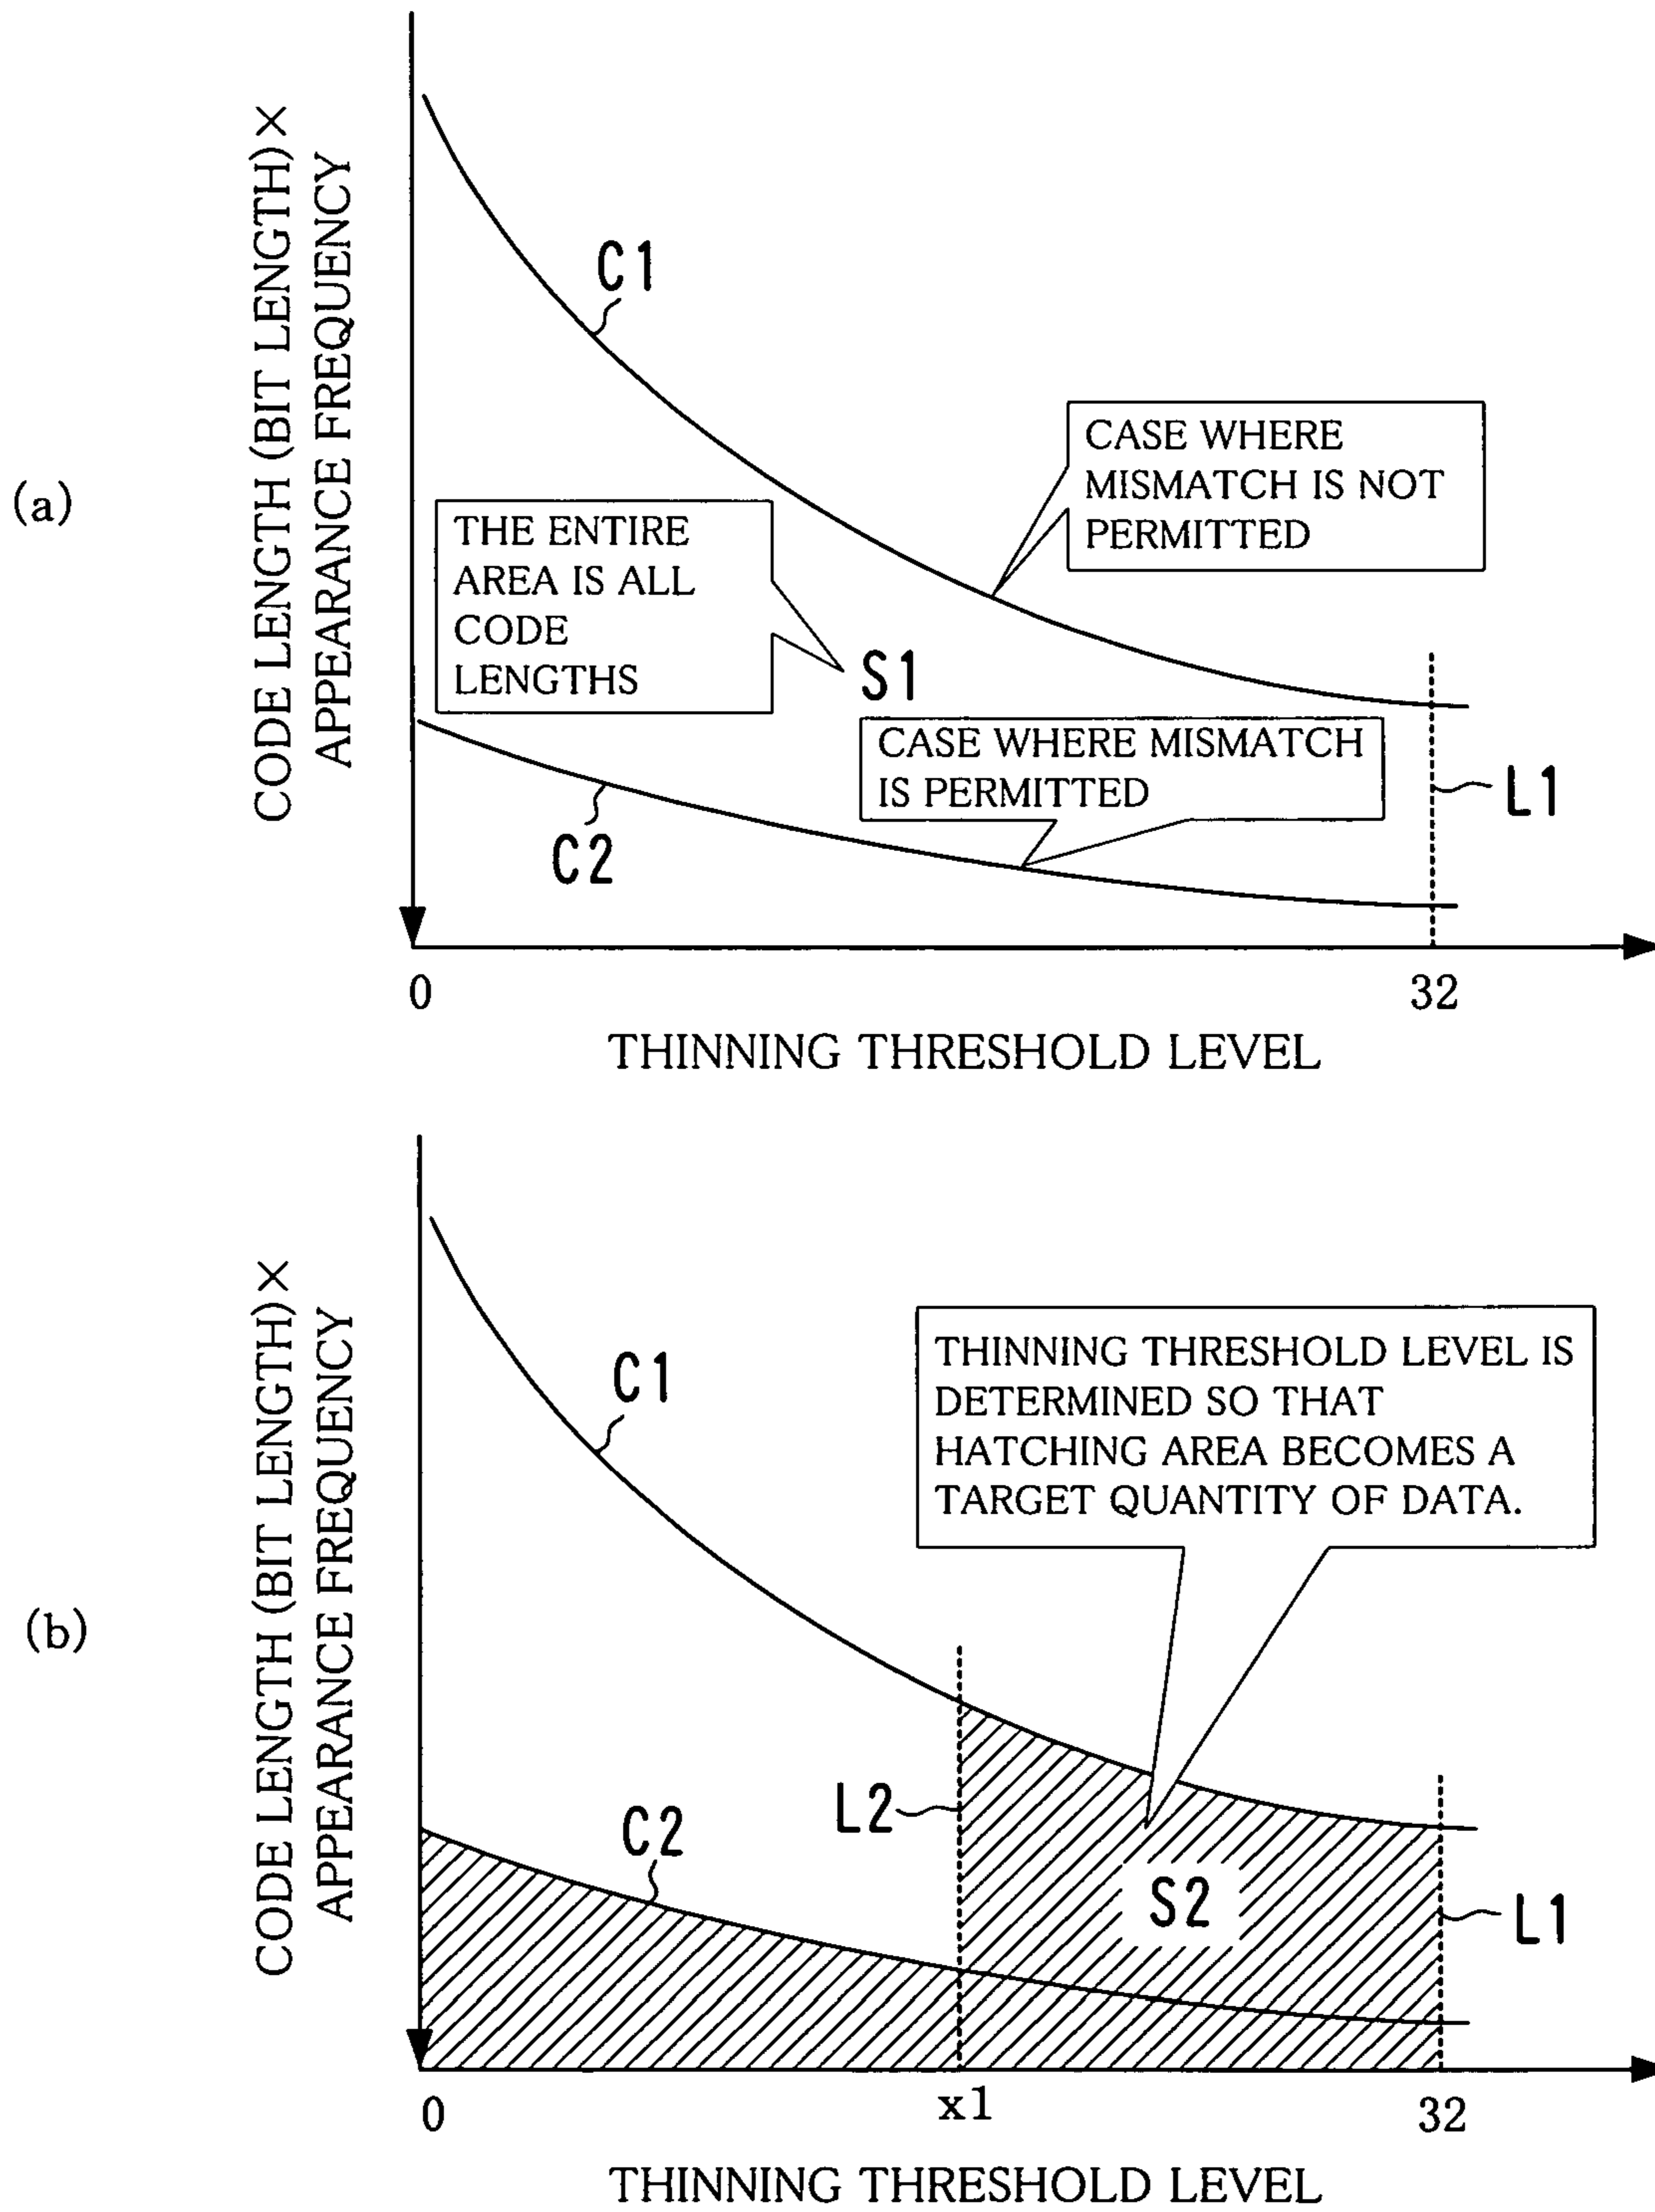 (a)
CODE LENGTH (BIT LENGTH)×
APPEARANCE FREQUENCY
C1
CASE WHERE
MISMATCH IS NOT
PERMITTED
THE ENTIRE
AREA IS ALL
CODE
LENGTHS
S1
CASE WHERE MISMATCH
IS PERMITTED
L1
C2
0
32
THINNING THRESHOLD LEVEL
(b)
CODE LENGTH (BIT LENGTH)×
APPEARANCE FREQUENCY
C1
THINNING THRESHOLD LEVEL IS
DETERMINED SO THAT
HATCHING AREA BECOMES A
TARGET QUANTITY OF DATA.
L2
C2
S2
L1
0
x1
32
THINNING THRESHOLD LEVEL